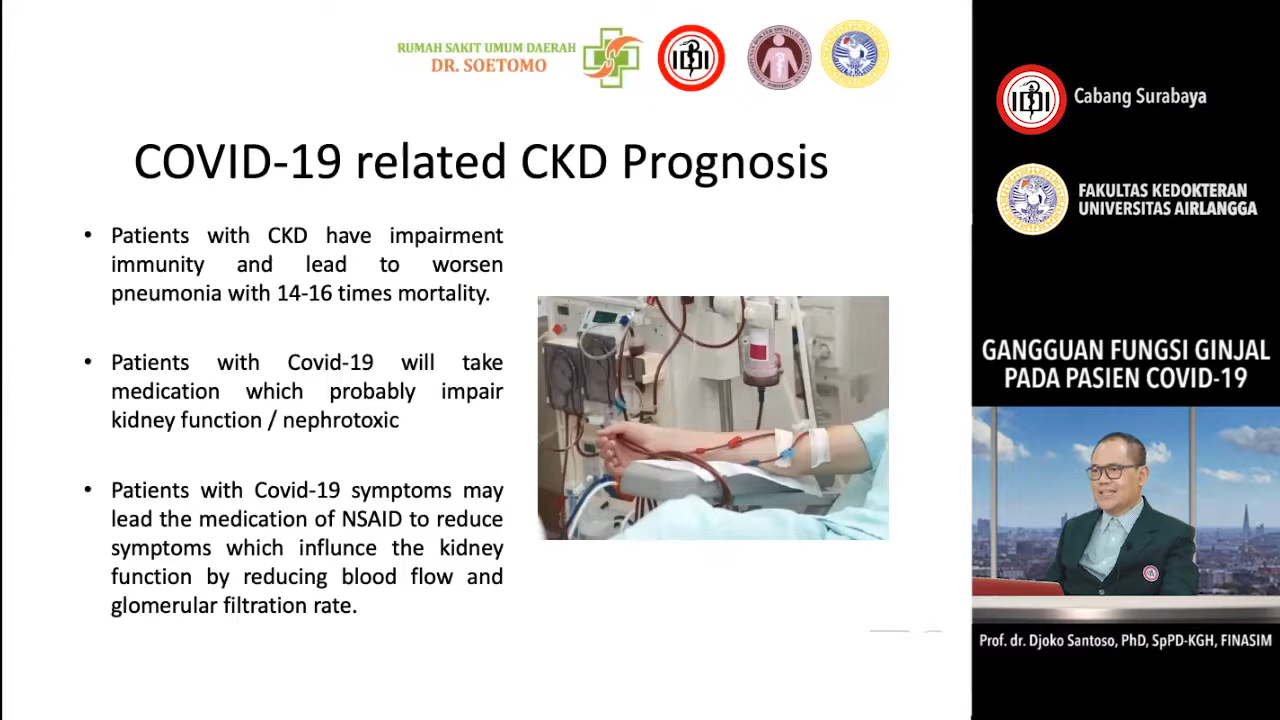 RUMAH SAKIT UMUM DAERAH
DR. SOETOMO
IDI
COVID-19 related CKD Prognosis
• Patients with CKD have impairment
immunity and lead to worsen
pneumonia with 14-16 times mortality.
• Patients with Covid-19 will take
medication which probably impair
kidney function / nephrotoxic
• Patients with Covid-19 symptoms may
lead the medication of NSAID to reduce
symptoms which influnce the kidney
function by reducing blood flow and
glomerular filtration rate.
IDI
Cabang Surabaya
FAKULTAS KEDOKTERAN
UNIVERSITAS AIRLANGGA
GANGGUAN FUNGSI GINJAL
PADA PASIEN COVID-19
Prof. dr. Djoko Santoso, PhD, SpPD-KGH, FINASIM